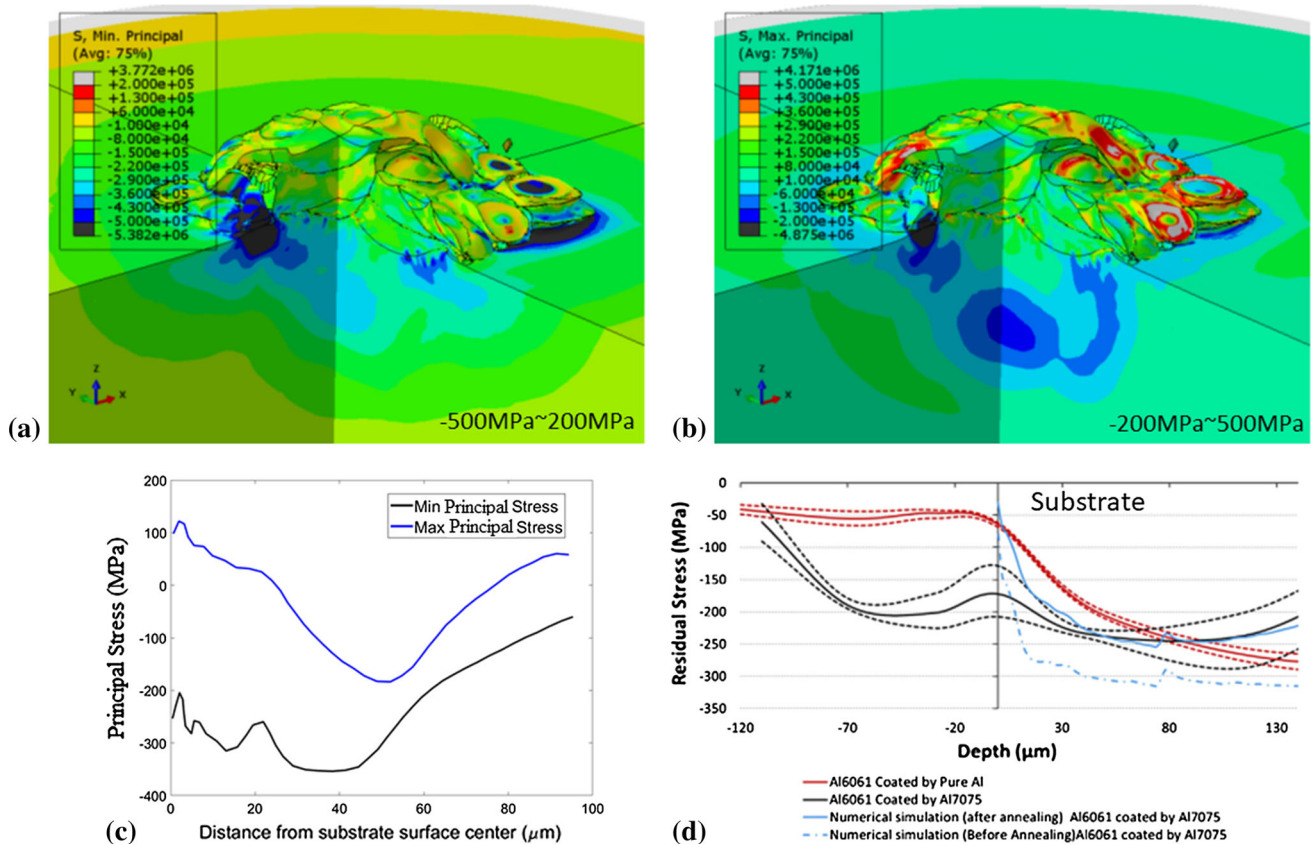 S, Min. Principal
(Avg: 75%)
+3.772e+06
+2.000e+05
+1.300e+05
+6.000e+04
-1.000e+04
-8.000e+04
-1.500e+05
-2.200e+05
-2.900e+05
-3.600e+05
-4.300e+05
-5.000e+05
-5.382e+06
Z
Y
X
-500MPa~200MPa
(a)
S, Max. Principal
(Avg: 75%)
+4.171e+06
+5.000e+05
+4.300e+05
+3.600e+05
+2.900e+05
+2.200e+05
+1.500e+05
+8.000e+04
+1.000e+04
-6.000e+04
-1.300e+05
-2.000e+05
-4.875e+06
Z
Y
X
-200MPa~500MPa
(b)
200
100
0
-100
-200
-300
-400
Principal Stress (MPa)
Min Principal Stress
Max Principal Stress
0
20
40
60
80
100
Distance from substrate surface center (μm)
(c)
0
-50
-100
-150
-200
-250
-300
-350
Residual Stress (MPa)
Substrate
-120
-70
-20
30
80
130
Depth (μm)
Al6061 Coated by Pure Al
Al6061 Coated by Al7075
Numerical simulation (after annealing) Al6061 coated by Al7075
Numerical simulation (Before Annealing)Al6061 coated by Al7075
(d)